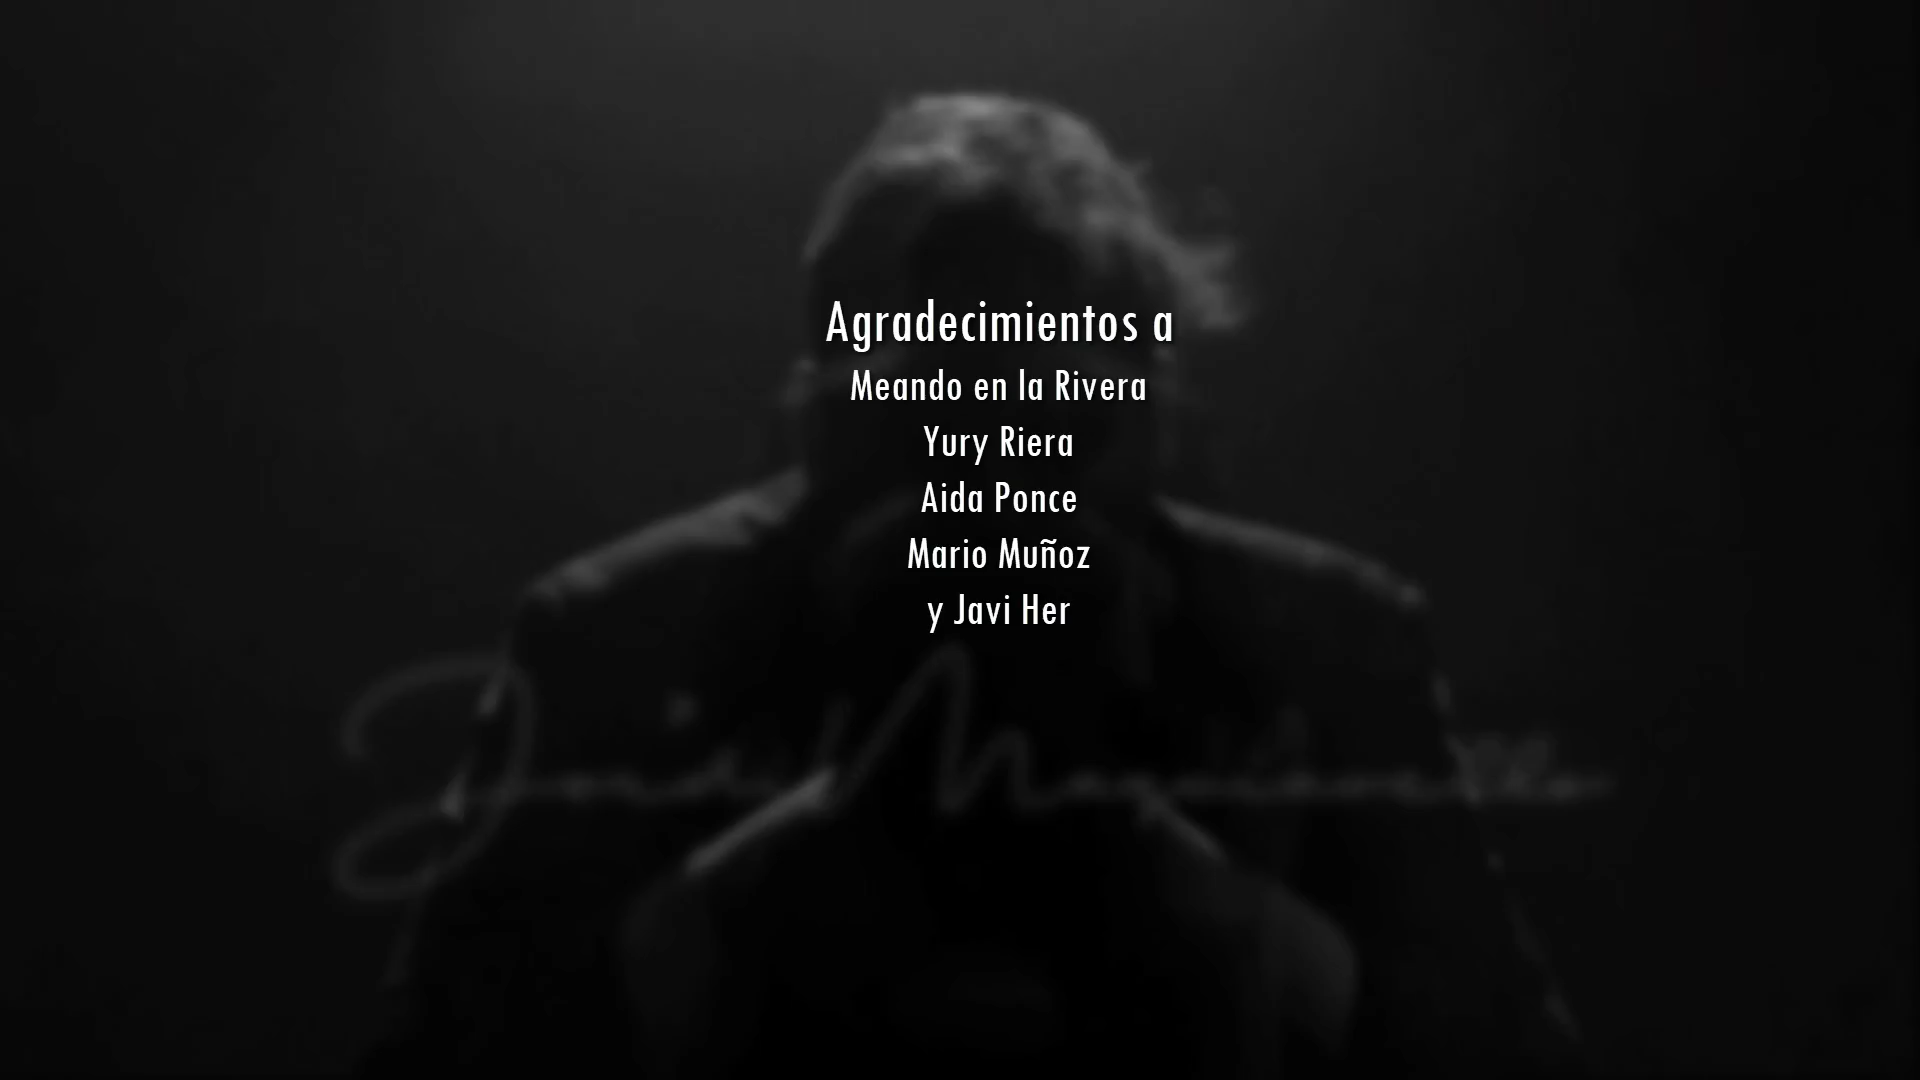 Agradecimientos a
Meando en la Rivera
Yury Riera
Aida Ponce
Mario Muñoz
y Javi Her